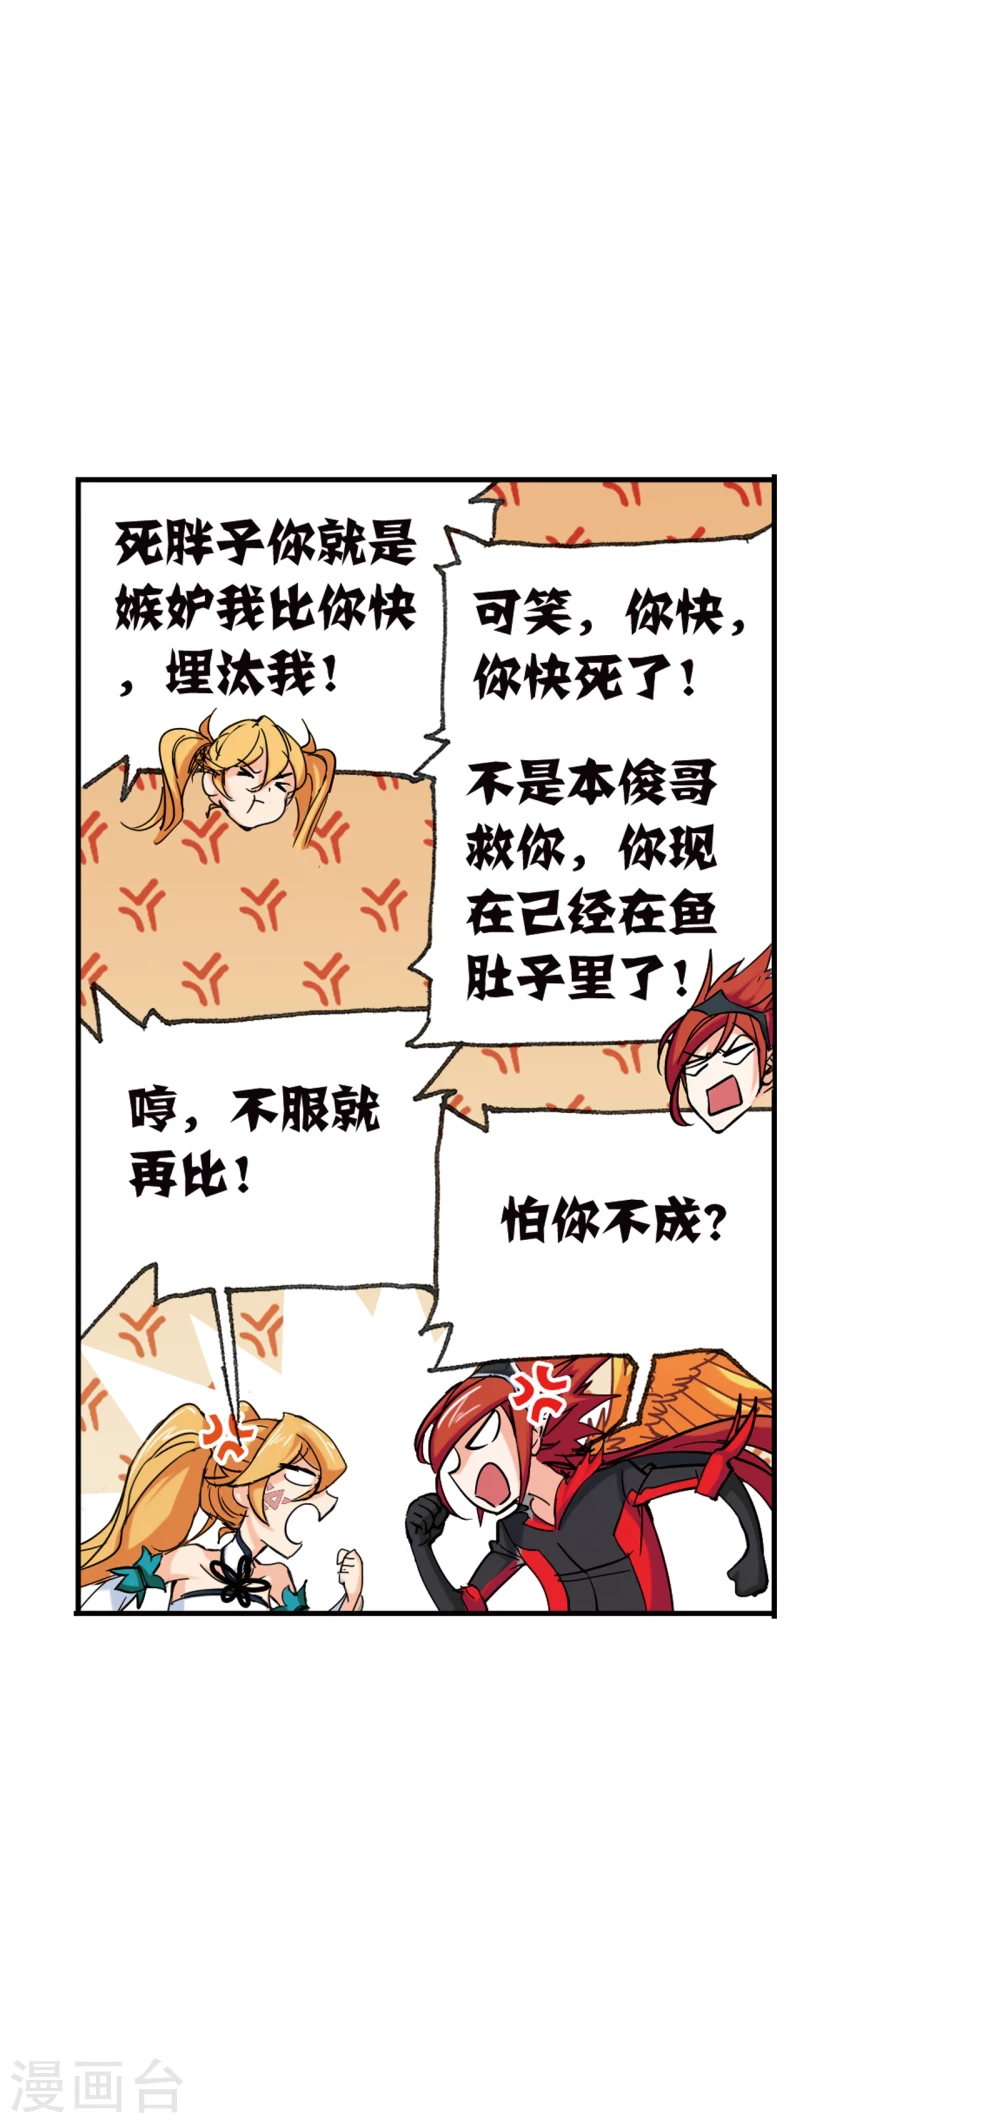 死胖子你就是
嫉妒我比你快
，埋汰我！
可笑，你快，
你快死了！
不是本俊哥
救你，你现
在己经在鱼
肚子里了！
哼，不服就
再比！
怕你不成？
漫画台